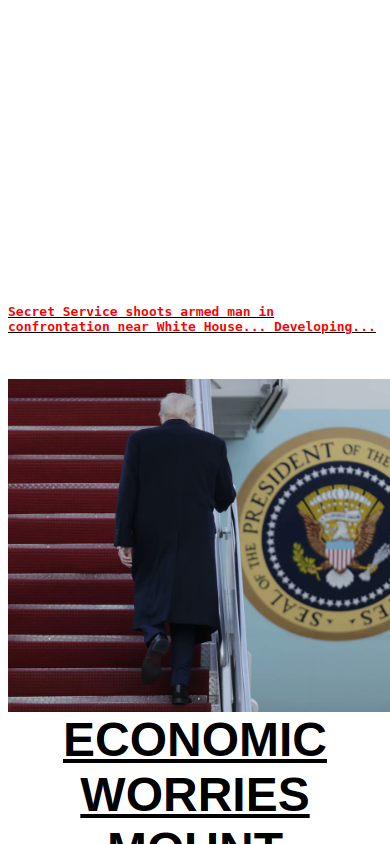 Secret Service shoots armed man in
confrontation near White House... Developing...
SEAL OF THE PRESIDENT OF THE
ECONOMIC
WORRIES
MOUNT